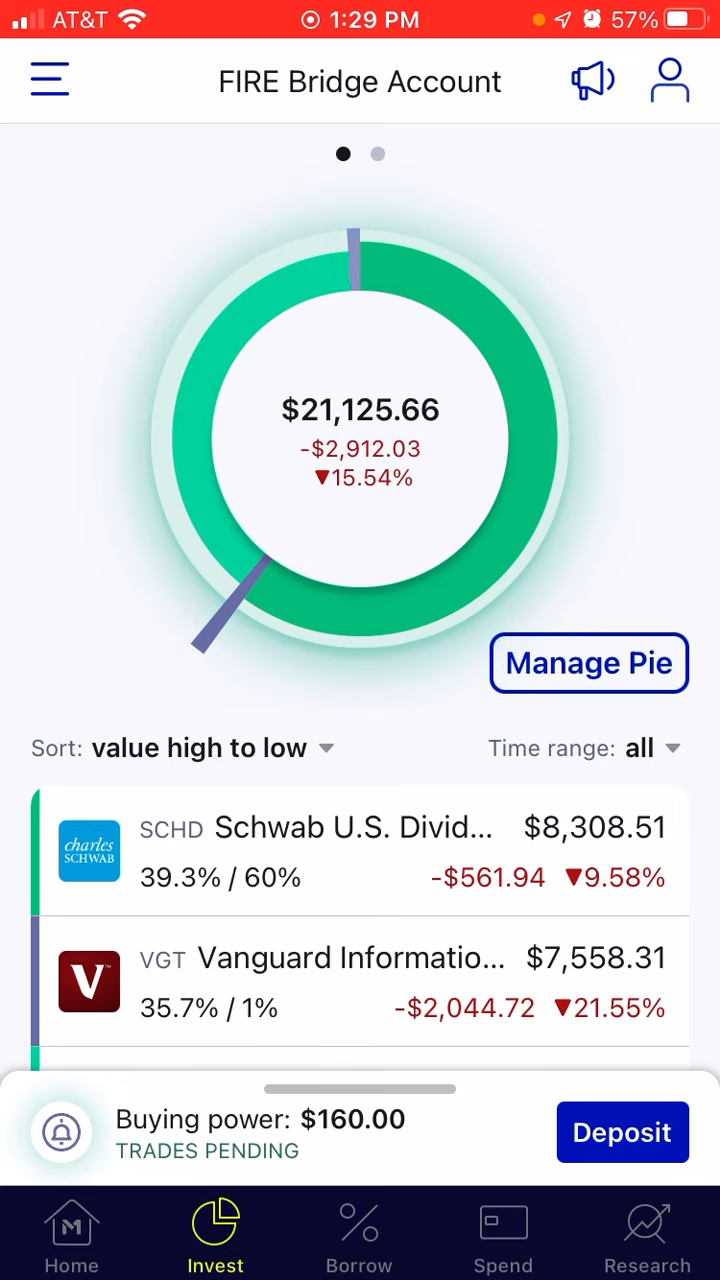 AT&T 1:29 PM 57%
FIRE Bridge Account
$21,125.66
-$2,912.03
▼15.54%
Manage Pie
Sort: value high to low Time range: all
charles SCHWAB SCHD Schwab U.S. Divid... $8,308.51
39.3% / 60% -$561.94 ▼9.58%
V VGT Vanguard Informatio... $7,558.31
35.7% / 1% -$2,044.72 ▼21.55%
Buying power: $160.00
TRADES PENDING
Deposit
M
Home Invest Borrow Spend Research